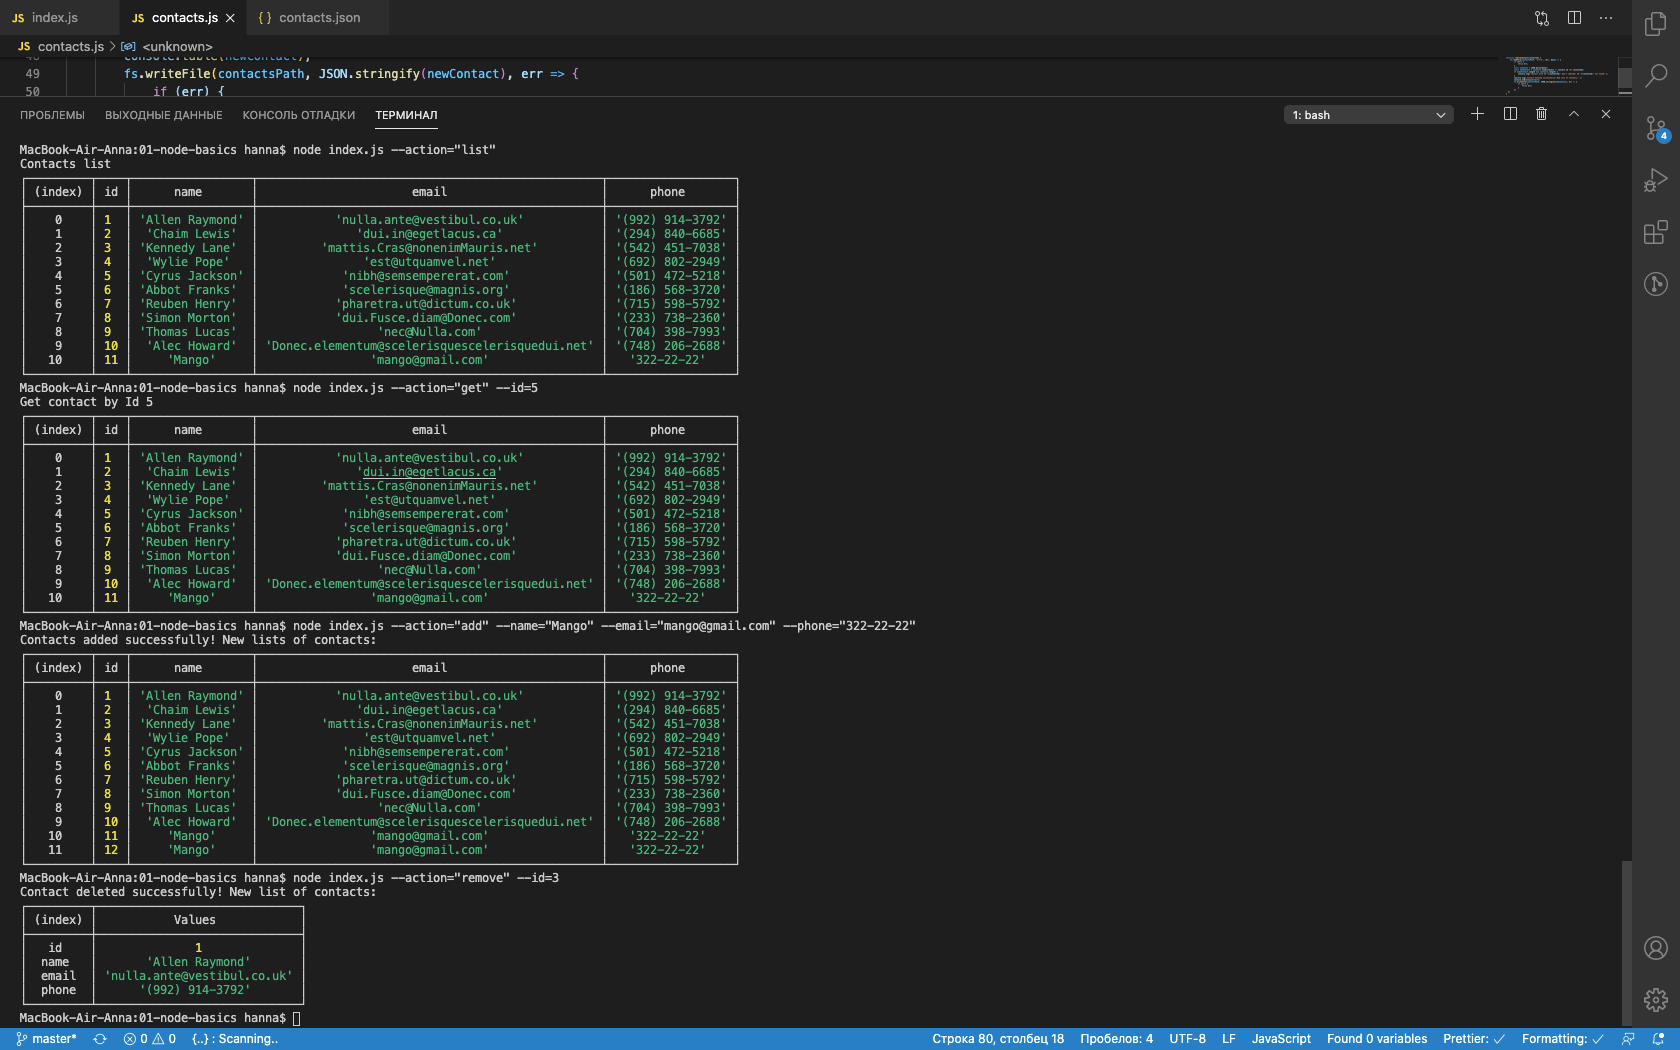 JS index.js JS contacts.js { } contacts.json
JS contacts.js > <unknown>
48 console.table(newContact);
49 fs.writeFile(contactsPath, JSON.stringify(newContact), err => {
50 if (err) {
ПРОБЛЕМЫ ВЫХОДНЫЕ ДАННЫЕ КОНСОЛЬ ОТЛАДКИ ТЕРМИНАЛ 1: bash
MacBook-Air-Anna:01-node-basics hanna$ node index.js --action="list"
Contacts list
(index) id name email phone
0 1 'Allen Raymond' 'nulla.ante@vestibul.co.uk' '(992) 914-3792'
1 2 'Chaim Lewis' 'dui.in@egetlacus.ca' '(294) 840-6685'
2 3 'Kennedy Lane' 'mattis.Cras@nonenimMauris.net' '(542) 451-7038'
3 4 'Wylie Pope' 'est@utquamvel.net' '(692) 802-2949'
4 5 'Cyrus Jackson' 'nibh@semsempererat.com' '(501) 472-5218'
5 6 'Abbot Franks' 'scelerisque@magnis.org' '(186) 568-3720'
6 7 'Reuben Henry' 'pharetra.ut@dictum.co.uk' '(715) 598-5792'
7 8 'Simon Morton' 'dui.Fusce.diam@Donec.com' '(233) 738-2360'
8 9 'Thomas Lucas' 'nec@Nulla.com' '(704) 398-7993'
9 10 'Alec Howard' 'Donec.elementum@scelerisquescelerisquedui.net' '(748) 206-2688'
10 11 'Mango' 'mango@gmail.com' '322-22-22'
MacBook-Air-Anna:01-node-basics hanna$ node index.js --action="get" --id=5
Get contact by Id 5
(index) id name email phone
0 1 'Allen Raymond' 'nulla.ante@vestibul.co.uk' '(992) 914-3792'
1 2 'Chaim Lewis' 'dui.in@egetlacus.ca' '(294) 840-6685'
2 3 'Kennedy Lane' 'mattis.Cras@nonenimMauris.net' '(542) 451-7038'
3 4 'Wylie Pope' 'est@utquamvel.net' '(692) 802-2949'
4 5 'Cyrus Jackson' 'nibh@semsempererat.com' '(501) 472-5218'
5 6 'Abbot Franks' 'scelerisque@magnis.org' '(186) 568-3720'
6 7 'Reuben Henry' 'pharetra.ut@dictum.co.uk' '(715) 598-5792'
7 8 'Simon Morton' 'dui.Fusce.diam@Donec.com' '(233) 738-2360'
8 9 'Thomas Lucas' 'nec@Nulla.com' '(704) 398-7993'
9 10 'Alec Howard' 'Donec.elementum@scelerisquescelerisquedui.net' '(748) 206-2688'
10 11 'Mango' 'mango@gmail.com' '322-22-22'
MacBook-Air-Anna:01-node-basics hanna$ node index.js --action="add" --name="Mango" --email="mango@gmail.com" --phone="322-22-22"
Contacts added successfully! New lists of contacts:
(index) id name email phone
0 1 'Allen Raymond' 'nulla.ante@vestibul.co.uk' '(992) 914-3792'
1 2 'Chaim Lewis' 'dui.in@egetlacus.ca' '(294) 840-6685'
2 3 'Kennedy Lane' 'mattis.Cras@nonenimMauris.net' '(542) 451-7038'
3 4 'Wylie Pope' 'est@utquamvel.net' '(692) 802-2949'
4 5 'Cyrus Jackson' 'nibh@semsempererat.com' '(501) 472-5218'
5 6 'Abbot Franks' 'scelerisque@magnis.org' '(186) 568-3720'
6 7 'Reuben Henry' 'pharetra.ut@dictum.co.uk' '(715) 598-5792'
7 8 'Simon Morton' 'dui.Fusce.diam@Donec.com' '(233) 738-2360'
8 9 'Thomas Lucas' 'nec@Nulla.com' '(704) 398-7993'
9 10 'Alec Howard' 'Donec.elementum@scelerisquescelerisquedui.net' '(748) 206-2688'
10 11 'Mango' 'mango@gmail.com' '322-22-22'
11 12 'Mango' 'mango@gmail.com' '322-22-22'
MacBook-Air-Anna:01-node-basics hanna$ node index.js --action="remove" --id=3
Contact deleted successfully! New list of contacts:
(index) Values
id 1
name 'Allen Raymond'
email 'nulla.ante@vestibul.co.uk'
phone '(992) 914-3792'
MacBook-Air-Anna:01-node-basics hanna$
4
master* 0 0 {..} : Scanning.. Строка 80, столбец 18 Пробелов: 4 UTF-8 LF JavaScript Found 0 variables Prettier: ✓ Formatting: ✓